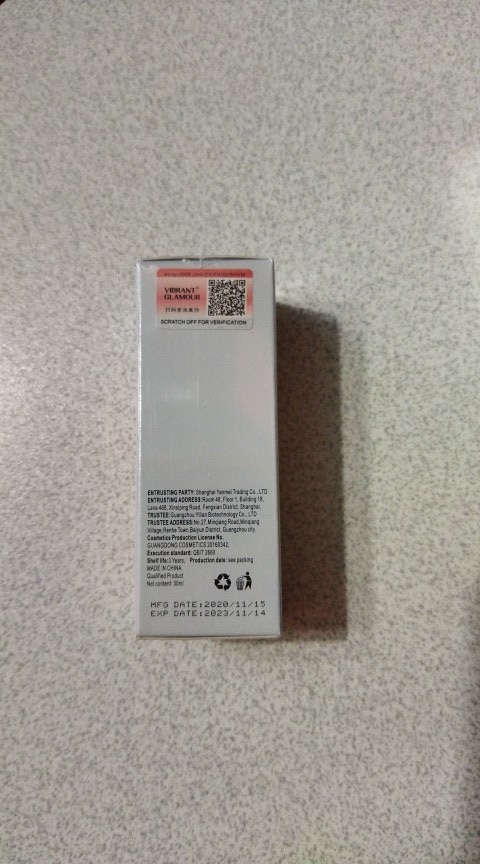 VIBRANT
GLAMOUR
SCRATCH OFF FOR VERIFICATION
ENTRUSTING PARTY: Shanghai Yanmei Trading Co., LTD
ENTRUSTING ADDRESS:Room 46, Floor 1, Building 18,
Lane 468, Xinsiping Road, Fengxian District, Shanghai.
TRUSTEE:Guangzhou Yilian Biotechnology Co., LTD
TRUSTEE ADDRESS:No.27,Minqiang Road,Minqiang
Village,Renhe Town,Baiyun District, Guangzhou city.
Cosmetics Production License No.
GUANGDONG COSMETICS 20160342.
Execution standard: QB/T 2660
Shelf life:3 Years, Production date: see packing
MADE IN CHINA
Qualified Product
Net content: 30ml
MFG DATE:2020/11/15
EXP DATE:2023/11/14